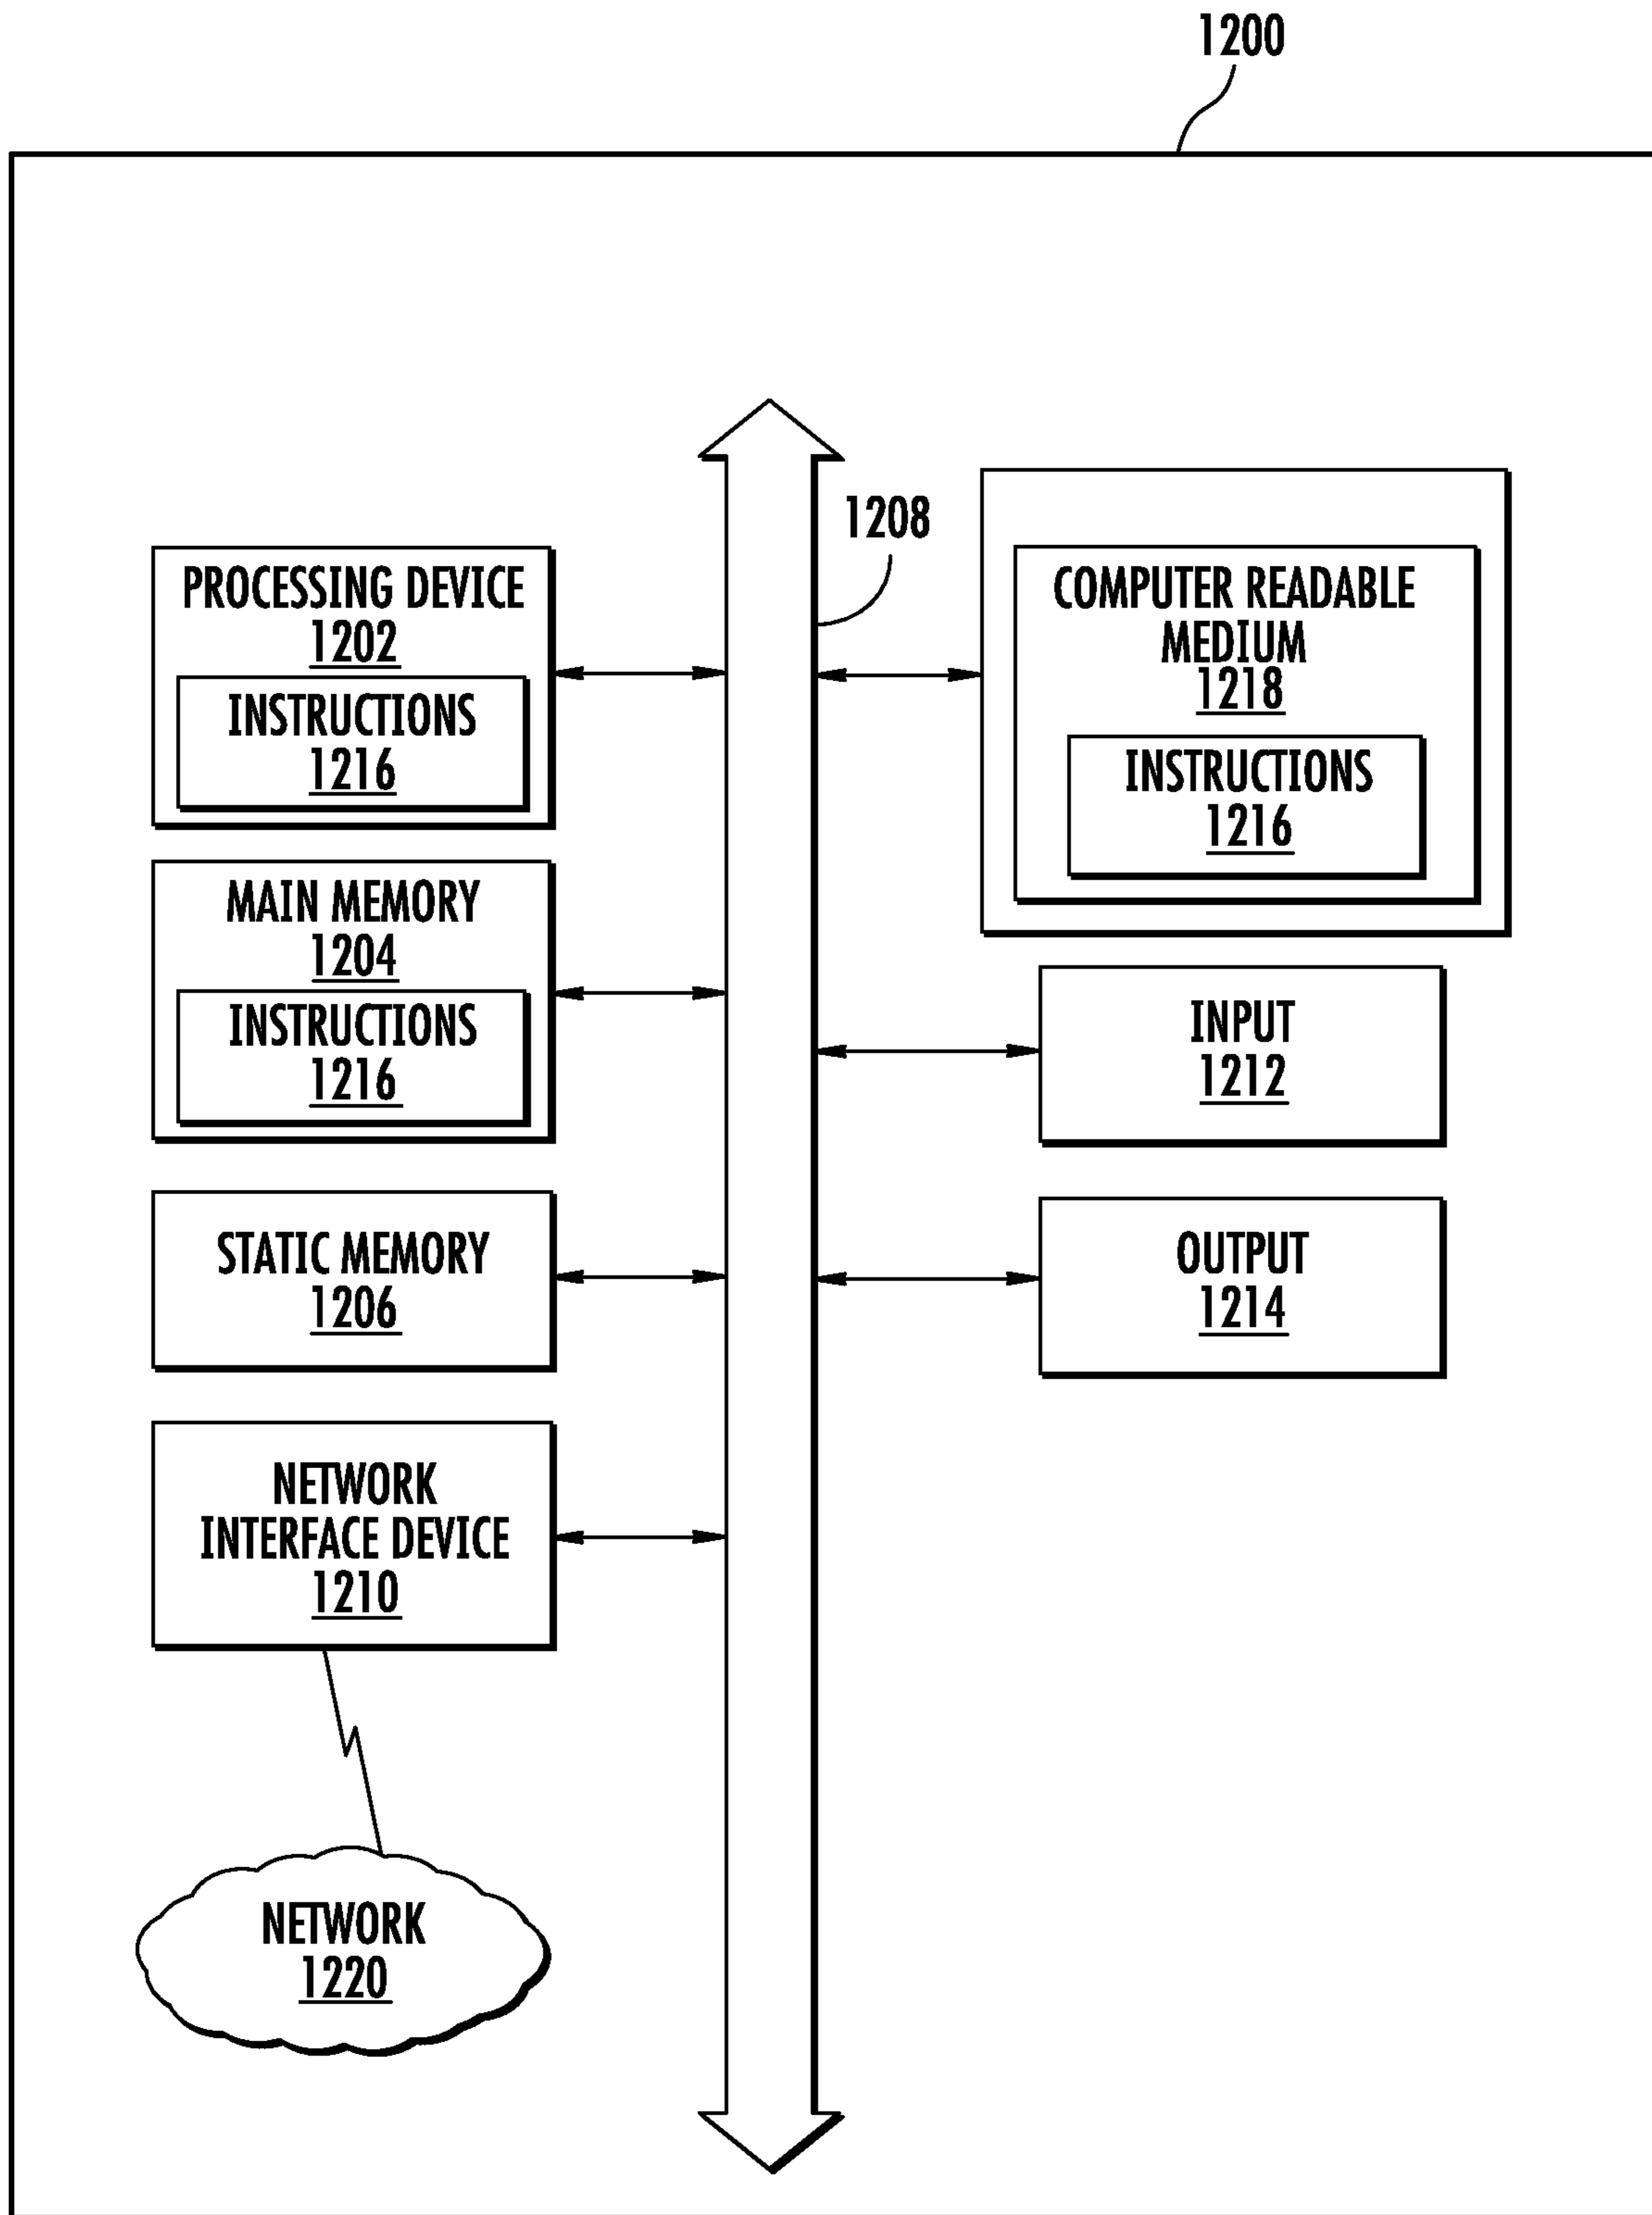 1200
1208
PROCESSING DEVICE
1202
INSTRUCTIONS
1216
MAIN MEMORY
1204
INSTRUCTIONS
1216
STATIC MEMORY
1206
NETWORK
INTERFACE DEVICE
1210
NETWORK
1220
COMPUTER READABLE
MEDIUM
1218
INSTRUCTIONS
1216
INPUT
1212
OUTPUT
1214